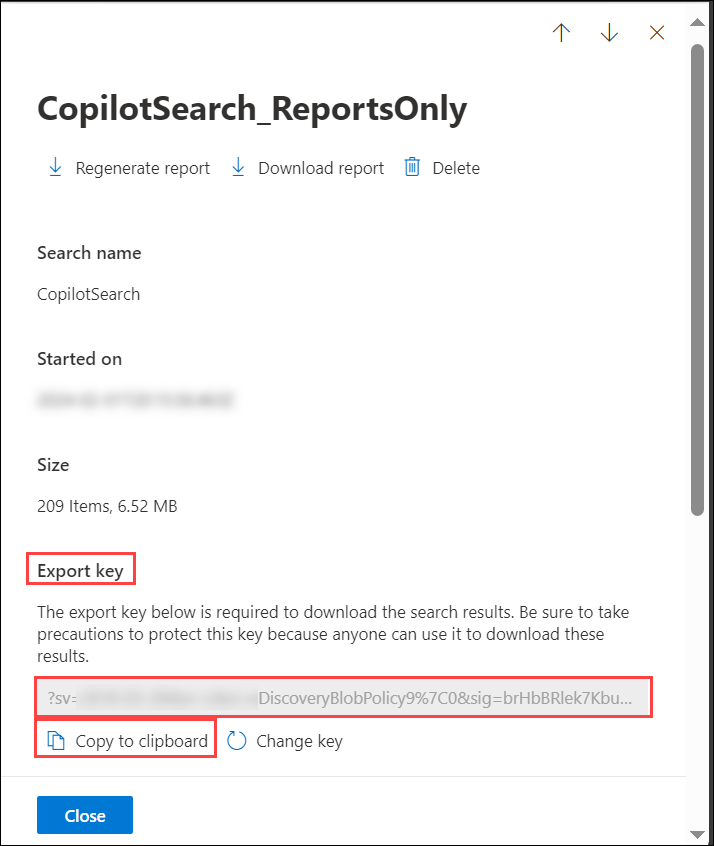 CopilotSearch_ReportsOnly
Regenerate report Download report Delete
Search name
CopilotSearch
Started on
Size
209 Items, 6.52 MB
Export key
The export key below is required to download the search results. Be sure to take
precautions to protect this key because anyone can use it to download these
results.
?sv= DiscoveryBlobPolicy9%7C0&sig=brHbBRlek7Kbu...
Copy to clipboard Change key
Close